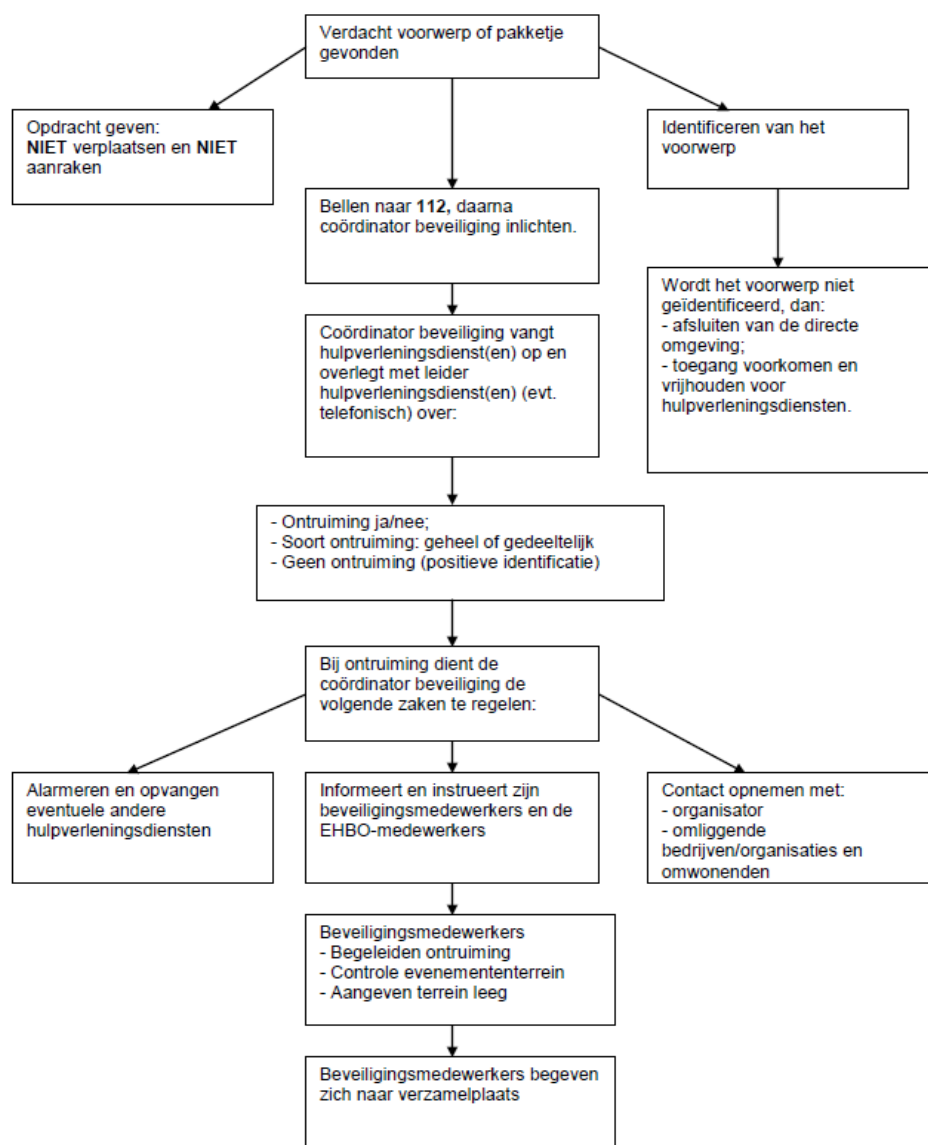 Verdacht voorwerp of pakketje
gevonden
Opdracht geven:
NIET verplaatsen en NIET
aanraken
Identificeren van het
voorwerp
Bellen naar 112, daarna
coördinator beveiliging inlichten.
Wordt het voorwerp niet
geïdentificeerd, dan:
- afsluiten van de directe
omgeving;
- toegang voorkomen en
vrijhouden voor
hulpverleningsdiensten.
Coördinator beveiliging vangt
hulpverleningsdienst(en) op en
overlegt met leider
hulpverleningsdienst(en) (evt.
telefonisch) over:
- Ontruiming ja/nee;
- Soort ontruiming: geheel of gedeeltelijk
- Geen ontruiming (positieve identificatie)
Bij ontruiming dient de
coördinator beveiliging de
volgende zaken te regelen:
Alarmeren en opvangen
eventuele andere
hulpverleningsdiensten
Informeert en instrueert zijn
beveiligingsmedewerkers en de
EHBO-medewerkers
Contact opnemen met:
- organisator
- omliggende
bedrijven/organisaties en
omwonenden
Beveiligingsmedewerkers
- Begeleiden ontruiming
- Controle evenemententerrein
- Aangeven terrein leeg
Beveiligingsmedewerkers begeven
zich naar verzamelplaats